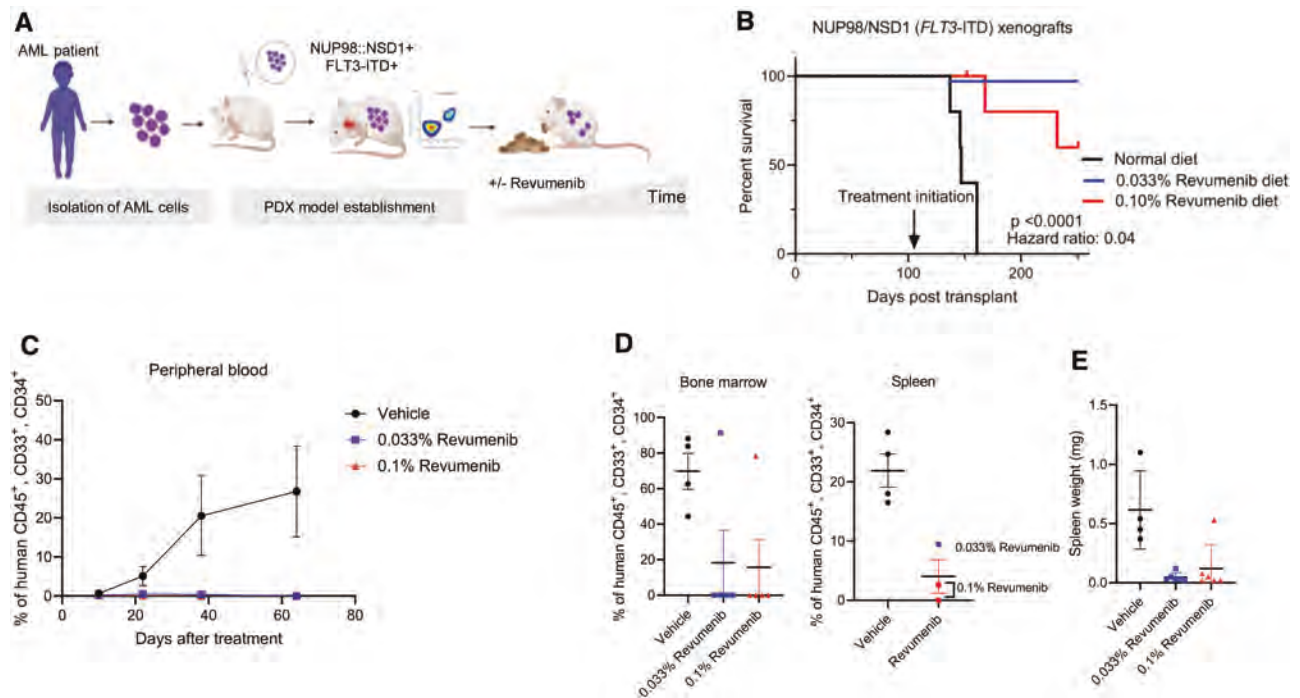 A
AML patient
NUP98::NSD1+
FLT3-ITD+
+/- Revumenib
Isolation of AML cells
PDX model establishment
Time
B
NUP98/NSD1 (FLT3-ITD) xenografts
Percent survival
100
50
0
0
100
200
Days post transplant
Treatment initiation
p <0.0001
Hazard ratio: 0.04
Normal diet
0.033% Revumenib diet
0.10% Revumenib diet
C
Peripheral blood
% of human CD45+, CD33+, CD34+
50
40
30
20
10
0
0
20
40
60
80
Days after treatment
Vehicle
0.033% Revumenib
0.1% Revumenib
D
Bone marrow
% of human CD45+, CD33+, CD34+
100
80
60
40
20
0
Vehicle
0.033% Revumenib
0.1% Revumenib
Spleen
% of human CD45+, CD33+, CD34+
30
20
10
0
0.033% Revumenib
0.1% Revumenib
Vehicle
Revumenib
E
Spleen weight (mg)
1.5
1.0
0.5
0.0
Vehicle
0.033% Revumenib
0.1% Revumenib